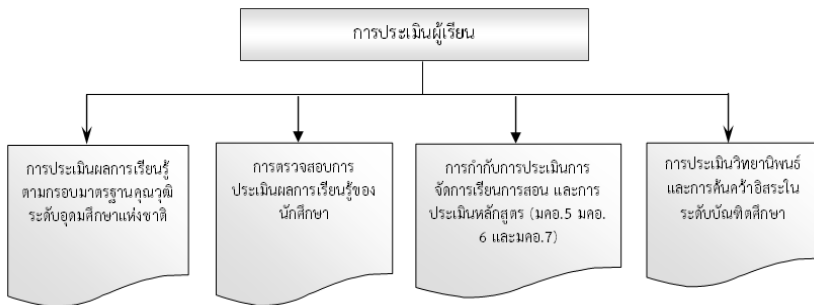 การประเมินผู้เรียน
การประเมินผลการเรียนรู้
ตามกรอบมาตรฐานคุณวุฒิ
ระดับอุดมศึกษาแห่งชาติ
การตรวจสอบการ
ประเมินผลการเรียนรู้ของ
นักศึกษา
การกำกับการประเมินการ
จัดการเรียนการสอน และการ
ประเมินหลักสูตร (มคอ.5 มคอ.
6 และมคอ.7)
การประเมินวิทยานิพนธ์
และการค้นคว้าอิสระใน
ระดับบัณฑิตศึกษา